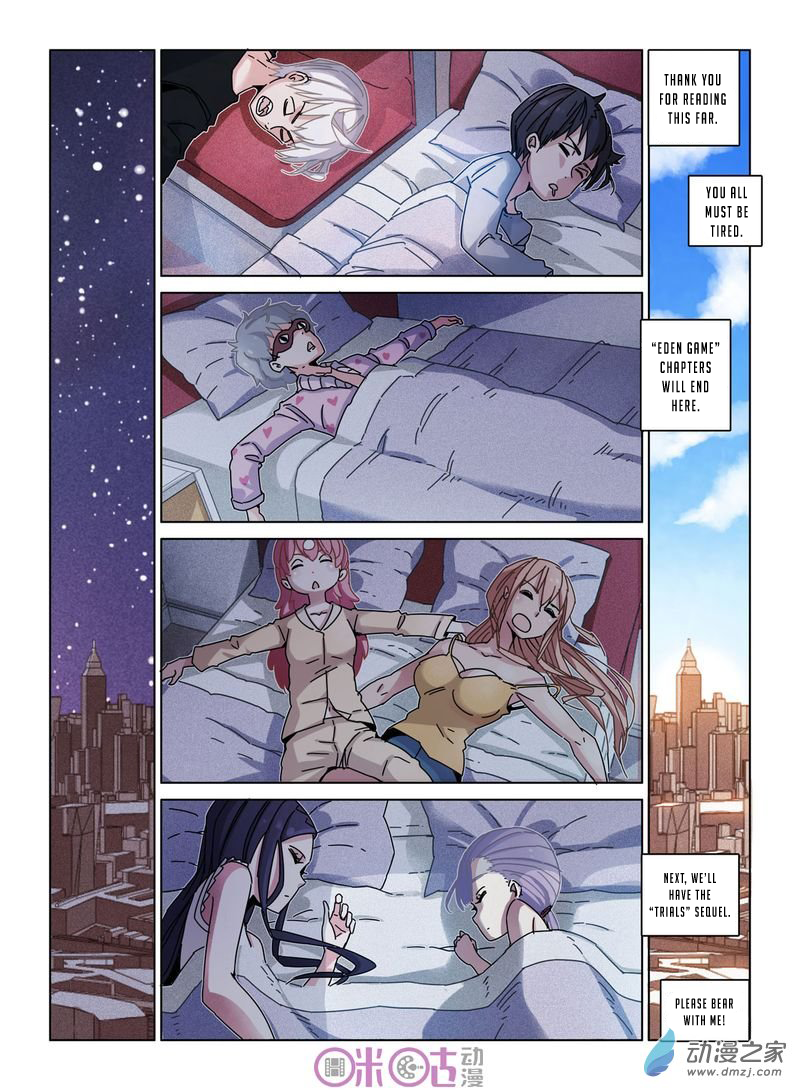 THANK YOU
FOR READING
THIS FAR.
YOU ALL
MUST BE
TIRED.
"EDEN GAME"
CHAPTERS
WILL END
HERE.
NEXT, WE'LL
HAVE THE
"TRIALS" SEQUEL.
PLEASE BEAR
WITH ME!
咪咕动漫
动漫之家
www.dmzj.com